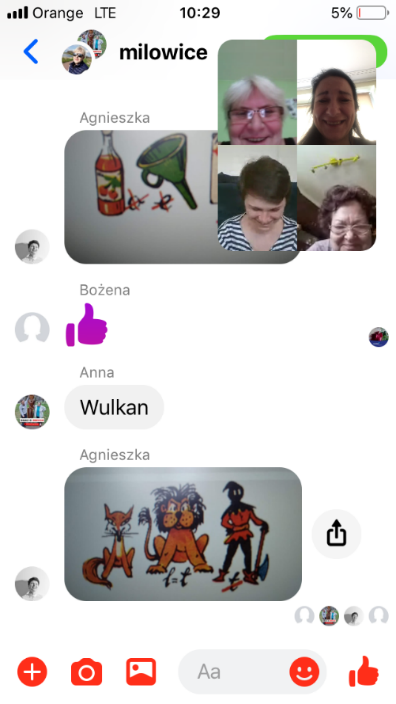 Orange LTE 10:29 5%
milowice
Agnieszka
Bożena
Anna
Wulkan
Agnieszka
l=t
Aa